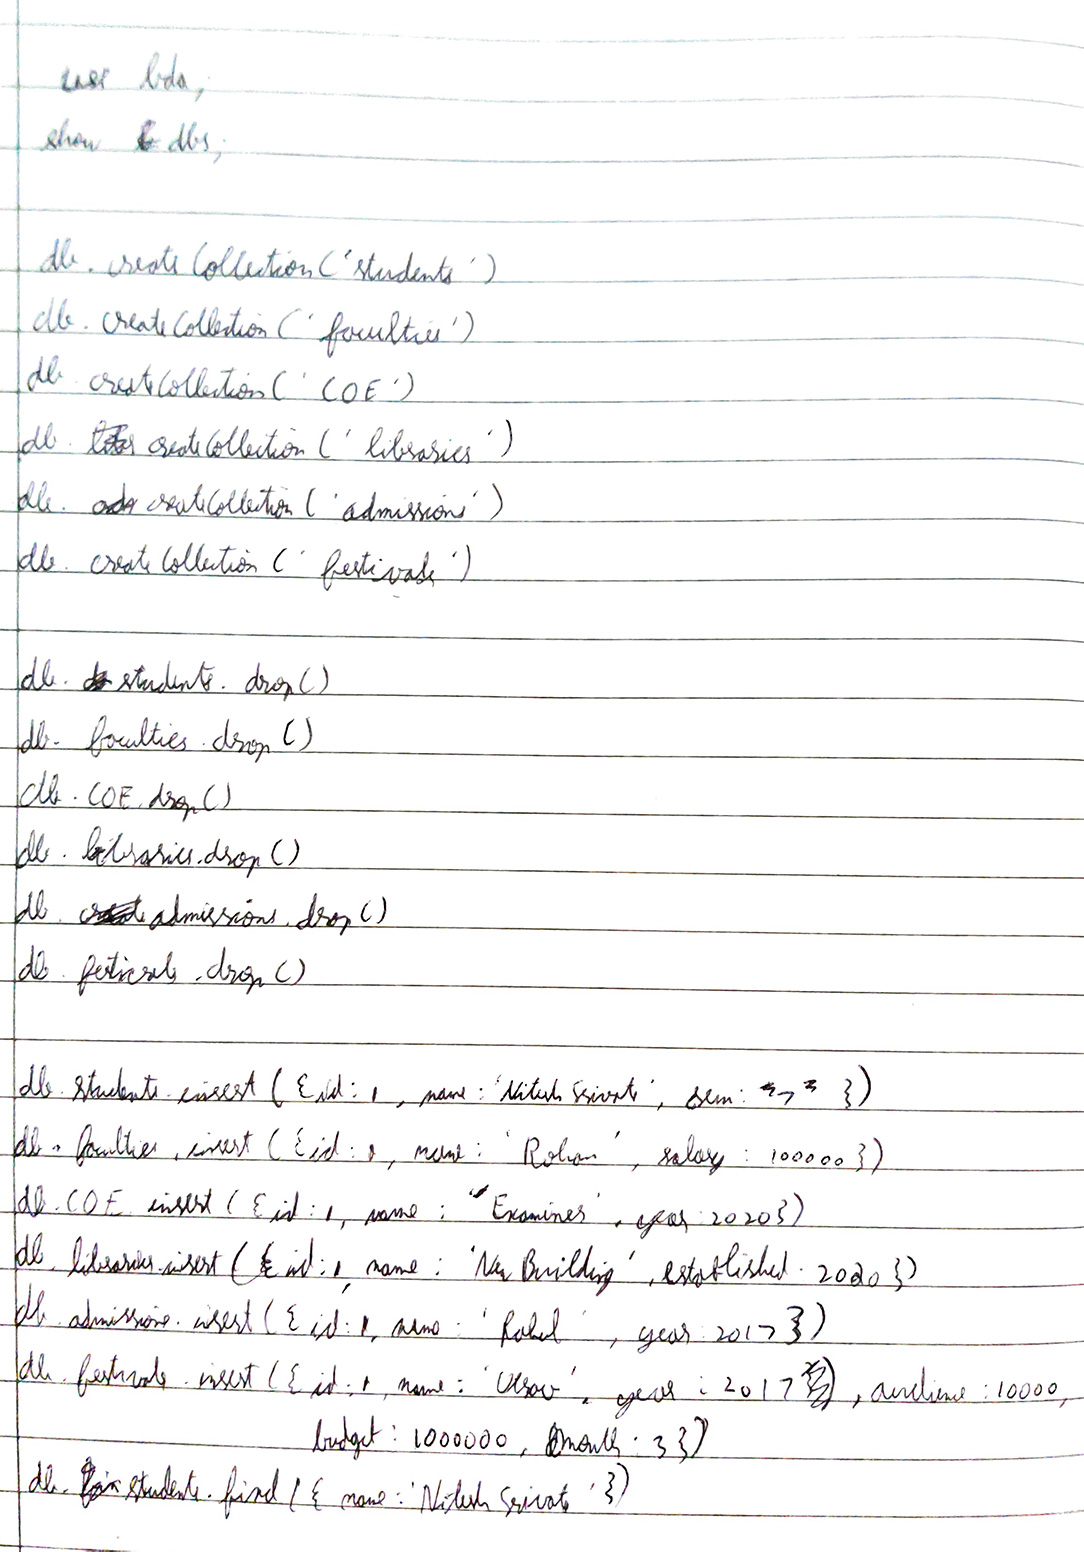 use bda;
show dbs;
db.createCollection('students')
db.createCollection('faculties')
db.createCollection('COE')
db.createCollection('libraries')
db.createCollection('admissions')
db.createCollection('festivals')
db.students.drop()
db.faculties.drop()
db.COE.drop()
db.libraries.drop()
db.admissions.drop()
db.festivals.drop()
db.students.insert({id:1, name:'Nitesh Srivats', sem: 7 })
db.faculties.insert({id:1, name: 'Rohan', salary: 100000})
db.COE.insert({id:1, name: 'Examines', year:2020})
db.libraries.insert({id:1, name: 'New Building', established: 2020})
db.admissions.insert({id:1, name: 'Rahul', year: 2017})
db.festivals.insert({id:1, name: 'Utsav', year: 2017, audience:10000,
budget: 1000000, month: 3})
db.students.find({name:'Nitesh Srivats'})